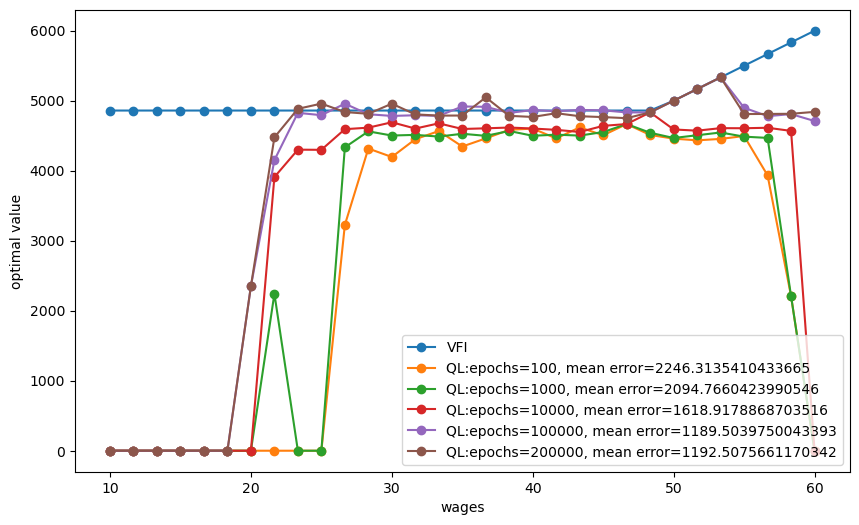 6000
5000
4000
3000
2000
1000
0
optimal value
10
20
30
40
50
60
wages
VFI
QL:epochs=100, mean error=2246.3135410433665
QL:epochs=1000, mean error=2094.7660423990546
QL:epochs=10000, mean error=1618.9178868703516
QL:epochs=100000, mean error=1189.5039750043393
QL:epochs=200000, mean error=1192.5075661170342